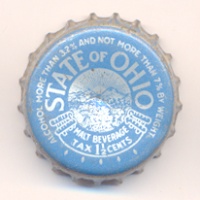 ALCOHOL MORE THAN 3.2% AND NOT MORE THAN 7% BY WEIGHT
STATE OF OHIO
MALT BEVERAGE
TAX 1½ CENTS